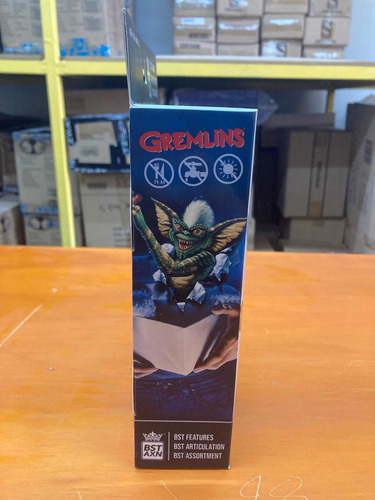 GREMLINS
BST
AXN
BST FEATURES
BST ARTICULATION
BST ASSORTMENT